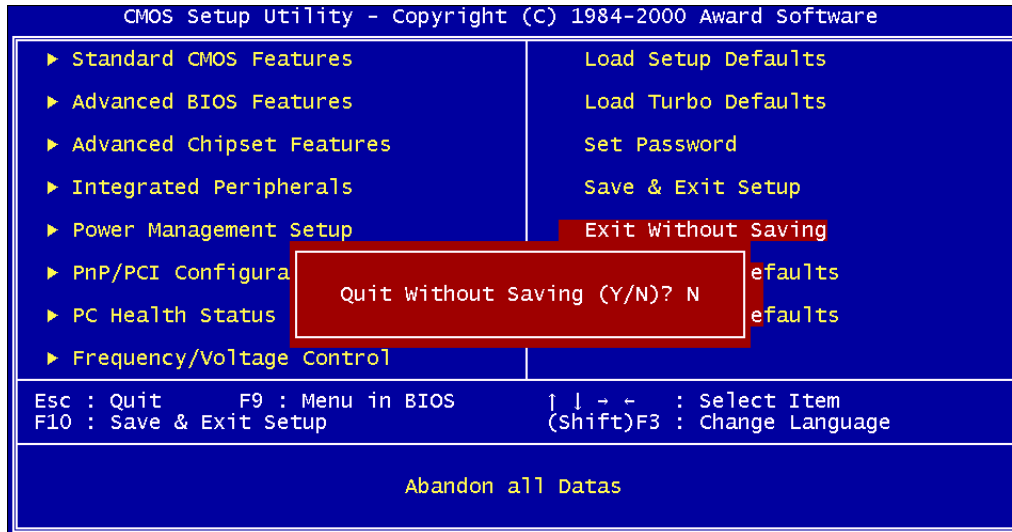 CMOS Setup Utility - Copyright (C) 1984-2000 Award Software
▶ Standard CMOS Features
▶ Advanced BIOS Features
▶ Advanced Chipset Features
▶ Integrated Peripherals
▶ Power Management Setup
▶ PnP/PCI Configura
▶ PC Health Status
▶ Frequency/Voltage Control
Load Setup Defaults
Load Turbo Defaults
Set Password
Save & Exit Setup
Exit Without Saving
efaults
efaults
Quit Without Saving (Y/N)? N
Esc : Quit F9 : Menu in BIOS ↑ ↓ → ← : Select Item
F10 : Save & Exit Setup (Shift)F3 : Change Language
Abandon all Datas